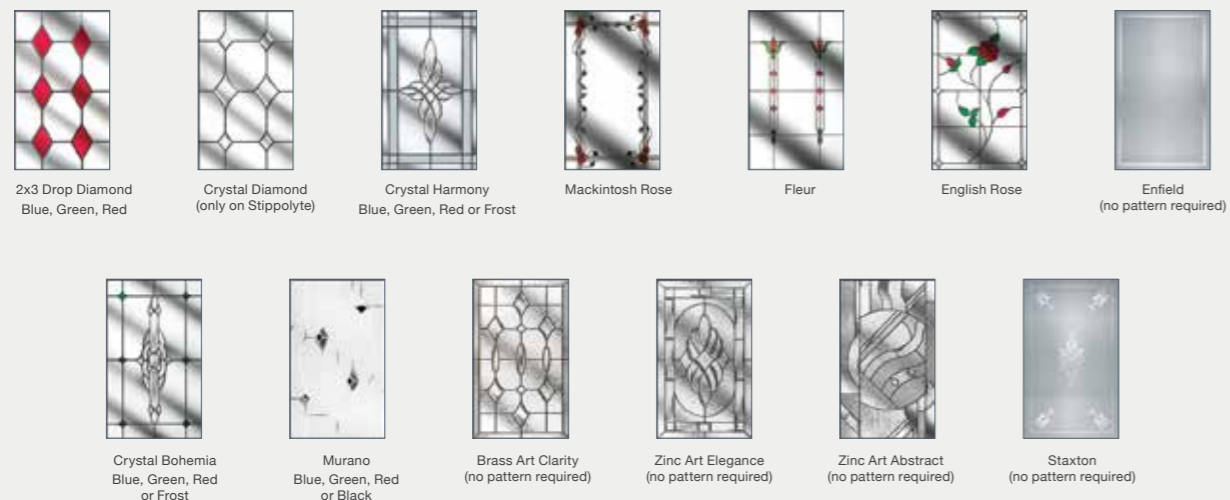 2x3 Drop Diamond
Blue, Green, Red
Crystal Diamond
(only on Stippolyte)
Crystal Harmony
Blue, Green, Red or Frost
Mackintosh Rose
Fleur
English Rose
Enfield
(no pattern required)
Crystal Bohemia
Blue, Green, Red
or Frost
Murano
Blue, Green, Red
or Black
Brass Art Clarity
(no pattern required)
Zinc Art Elegance
(no pattern required)
Zinc Art Abstract
(no pattern required)
Staxton
(no pattern required)